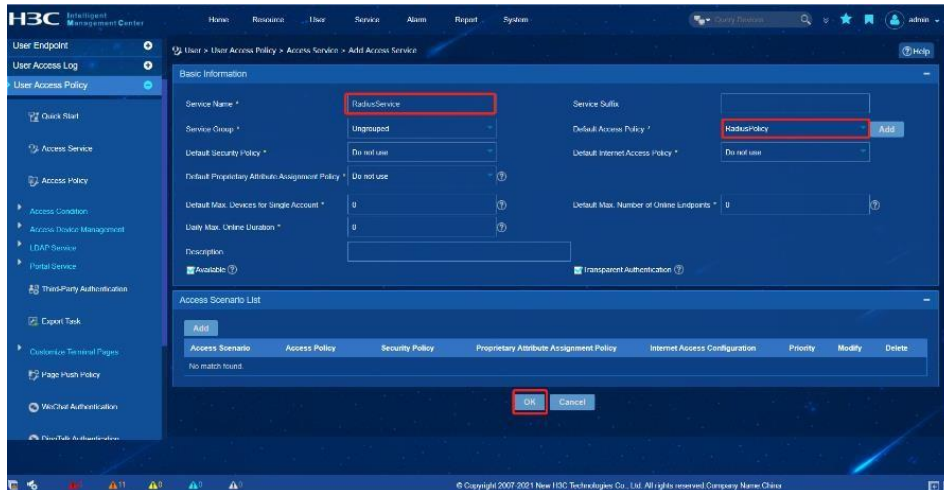 H3C Intelligent Management Center
Home Resource User Service Alarm Report System
Query Devices
admin
User Endpoint
User Access Log
User Access Policy
Quick Start
Access Service
Access Policy
Access Condition
Access Device Management
LDAP Service
Portal Service
Third-Party Authentication
Export Task
Customize Terminal Pages
Page Push Policy
WeChat Authentication
DingTalk Authentication
User > User Access Policy > Access Service > Add Access Service
Help
Basic Information
Service Name * RadiusService Service Suffix
Service Group * Ungrouped Default Access Policy * RadiusPolicy Add
Default Security Policy * Do not use Default Internet Access Policy * Do not use
Default Proprietary Attribute Assignment Policy * Do not use
Default Max. Devices for Single Account * 0 Default Max. Number of Online Endpoints * 0
Daily Max. Online Duration * 0
Description
Available Transparent Authentication
Access Scenario List
Add
Access Scenario Access Policy Security Policy Proprietary Attribute Assignment Policy Internet Access Configuration Priority Modify Delete
No match found.
OK Cancel
11 0 0 0
© Copyright 2007-2021 New H3C Technologies Co., Ltd. All rights reserved.Company Name:China